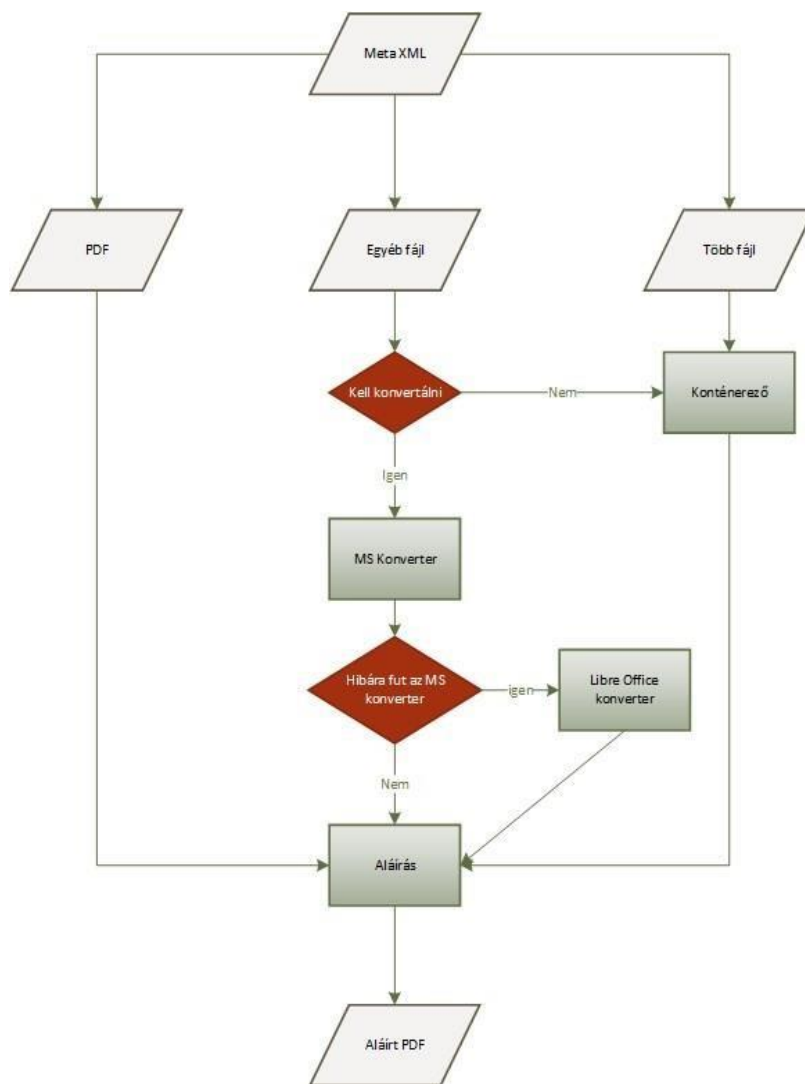 Meta XML
PDF
Egyéb fájl
Több fájl
Kell konvertálni
Nem
Konténerező
Igen
MS Konverter
Hibára fut az MS
konverter
igen
Libre Office
konverter
Nem
Aláírás
Aláírt PDF